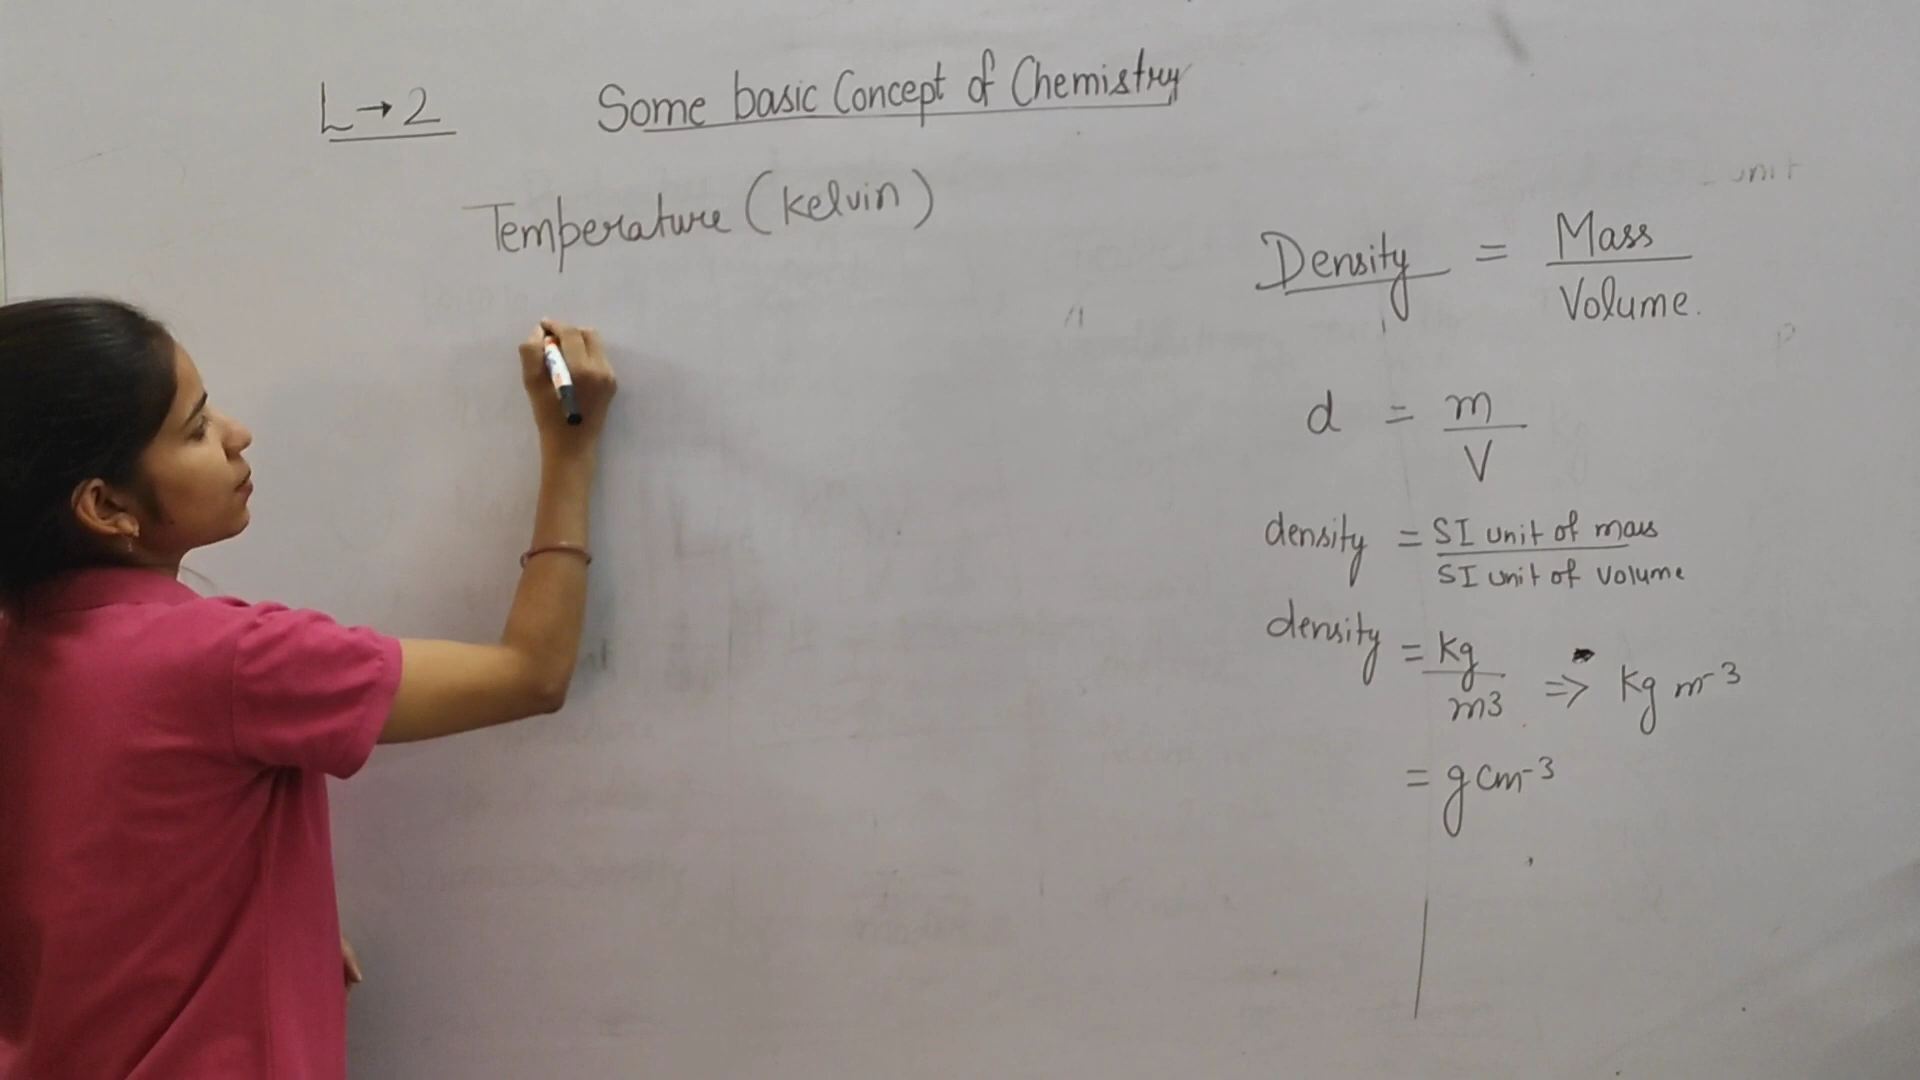 L → 2 Some basic Concept of Chemistry
Temperature (Kelvin)
unit
Density = Mass / Volume.
d = m / V
density = SI unit of mass / SI unit of Volume
density = Kg / m3 => Kg m-3
= g cm-3